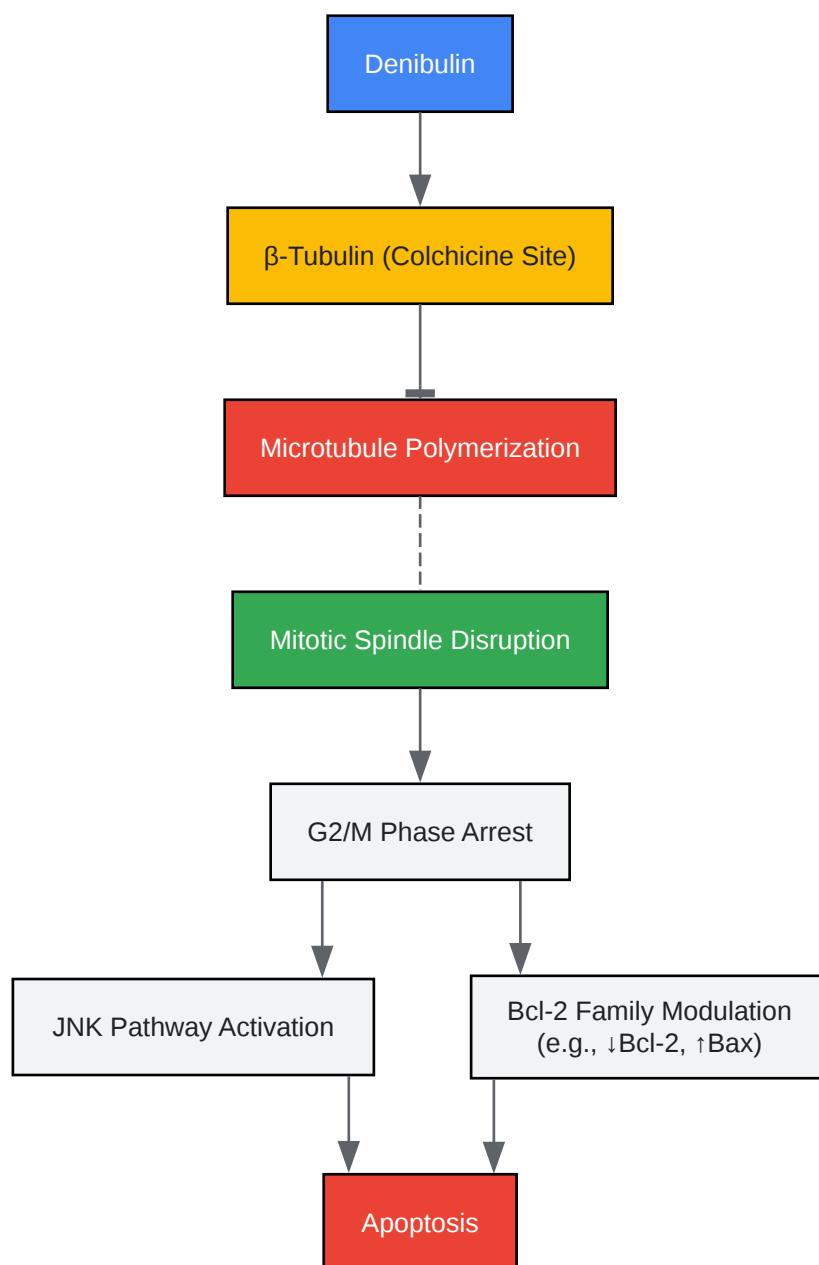 Denibulin
β-Tubulin (Colchicine Site)
Microtubule Polymerization
Mitotic Spindle Disruption
G2/M Phase Arrest
JNK Pathway Activation
Bcl-2 Family Modulation
(e.g., ↓Bcl-2, ↑Bax)
Apoptosis